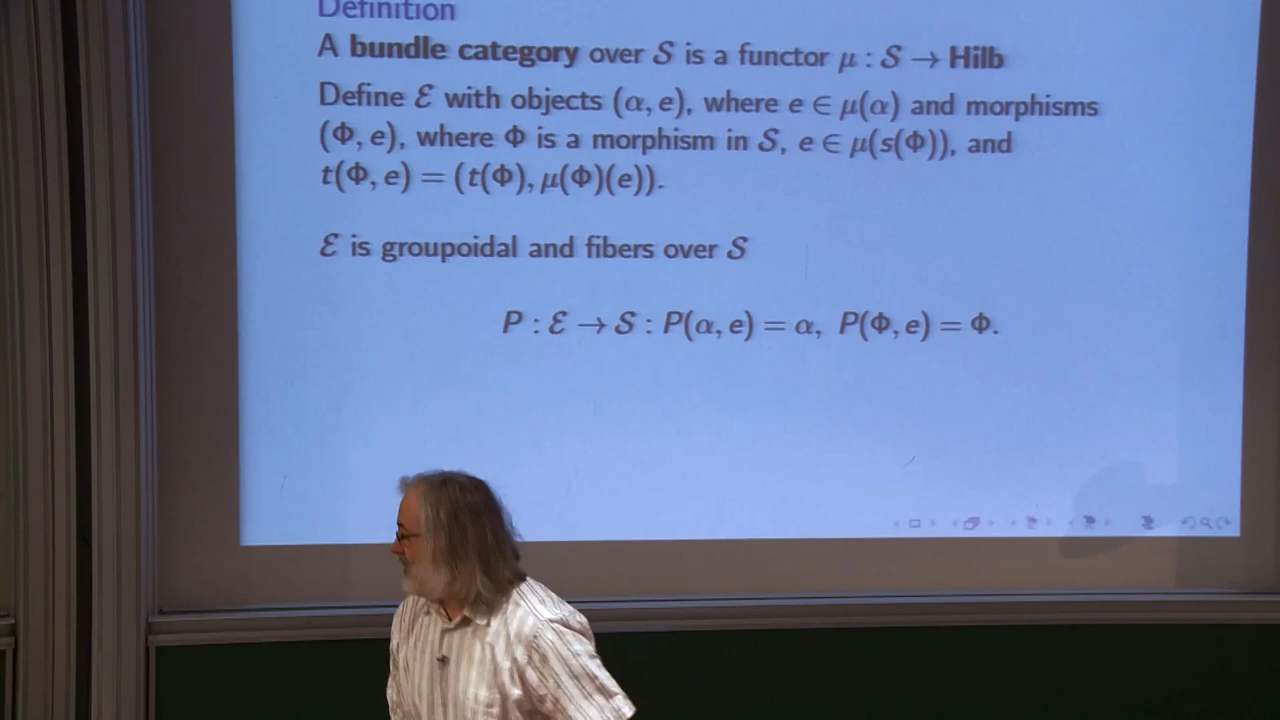 Definition
A bundle category over 𝒮 is a functor μ : 𝒮 → Hilb
Define ℰ with objects (α, e), where e ∈ μ(α) and morphisms
(Φ, e), where Φ is a morphism in 𝒮, e ∈ μ(s(Φ)), and
t(Φ, e) = (t(Φ), μ(Φ)(e)).
ℰ is groupoidal and fibers over 𝒮
P : ℰ → 𝒮 : P(α, e) = α, P(Φ, e) = Φ.